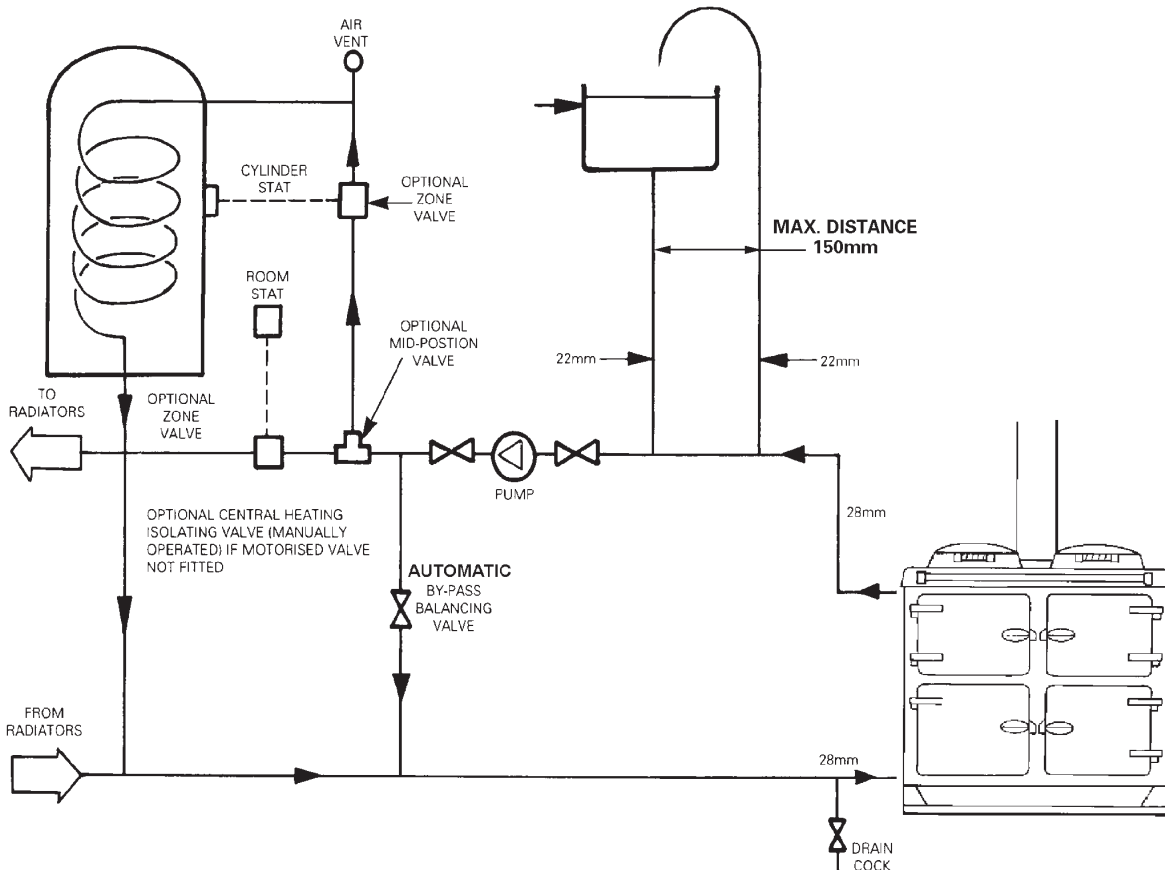 AIR
VENT
CYLINDER
STAT
OPTIONAL
ZONE
VALVE
MAX. DISTANCE
150mm
ROOM
STAT
OPTIONAL
MID-POSTION
VALVE
22mm
22mm
TO
RADIATORS
OPTIONAL
ZONE
VALVE
PUMP
28mm
OPTIONAL CENTRAL HEATING
ISOLATING VALVE (MANUALLY
OPERATED) IF MOTORISED VALVE
NOT FITTED
AUTOMATIC
BY-PASS
BALANCING
VALVE
FROM
RADIATORS
28mm
DRAIN
COCK